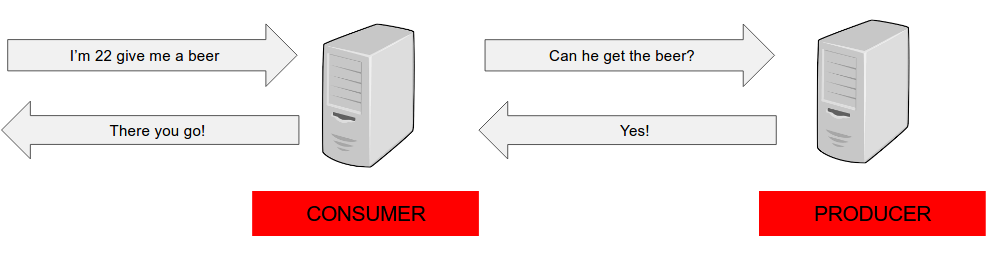 I'm 22 give me a beer
Can he get the beer?
There you go!
Yes!
CONSUMER
PRODUCER